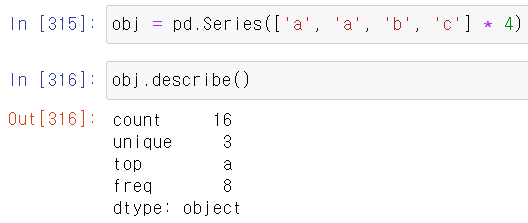 In [315]: obj = pd.Series(['a', 'a', 'b', 'c'] * 4)
In [316]: obj.describe()
Out[316]: count 16
unique 3
top a
freq 8
dtype: object